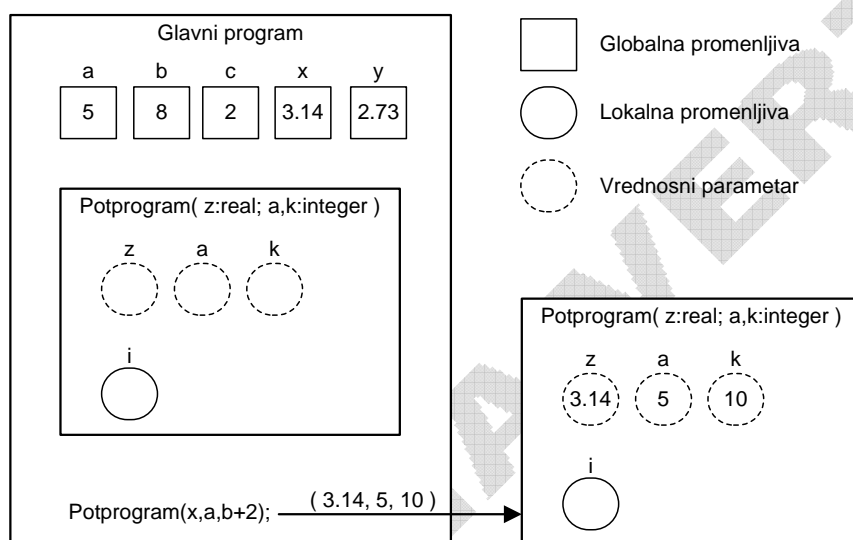 Glavni program
a b c x y
5 8 2 3.14 2.73
Potprogram( z:real; a,k:integer )
z a k
i
Potprogram(x,a,b+2);
( 3.14, 5, 10 )
Globalna promenljiva
Lokalna promenljiva
Vrednosni parametar
Potprogram( z:real; a,k:integer )
z a k
3.14 5 10
i